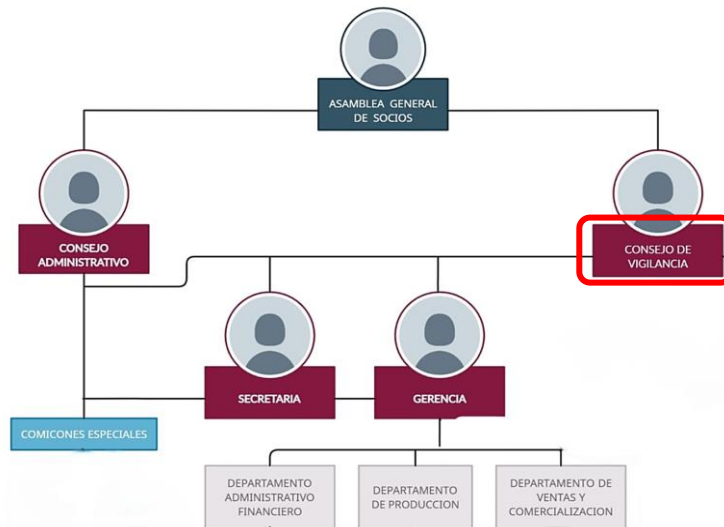 ASAMBLEA GENERAL
DE SOCIOS
CONSEJO
ADMINISTRATIVO
CONSEJO DE
VIGILANCIA
SECRETARIA
GERENCIA
COMICONES ESPECIALES
DEPARTAMENTO
ADMINISTRATIVO
FINANCIERO
DEPARTAMENTO
DE PRODUCCION
DEPARTAMENTO DE
VENTAS Y
COMERCIALIZACION